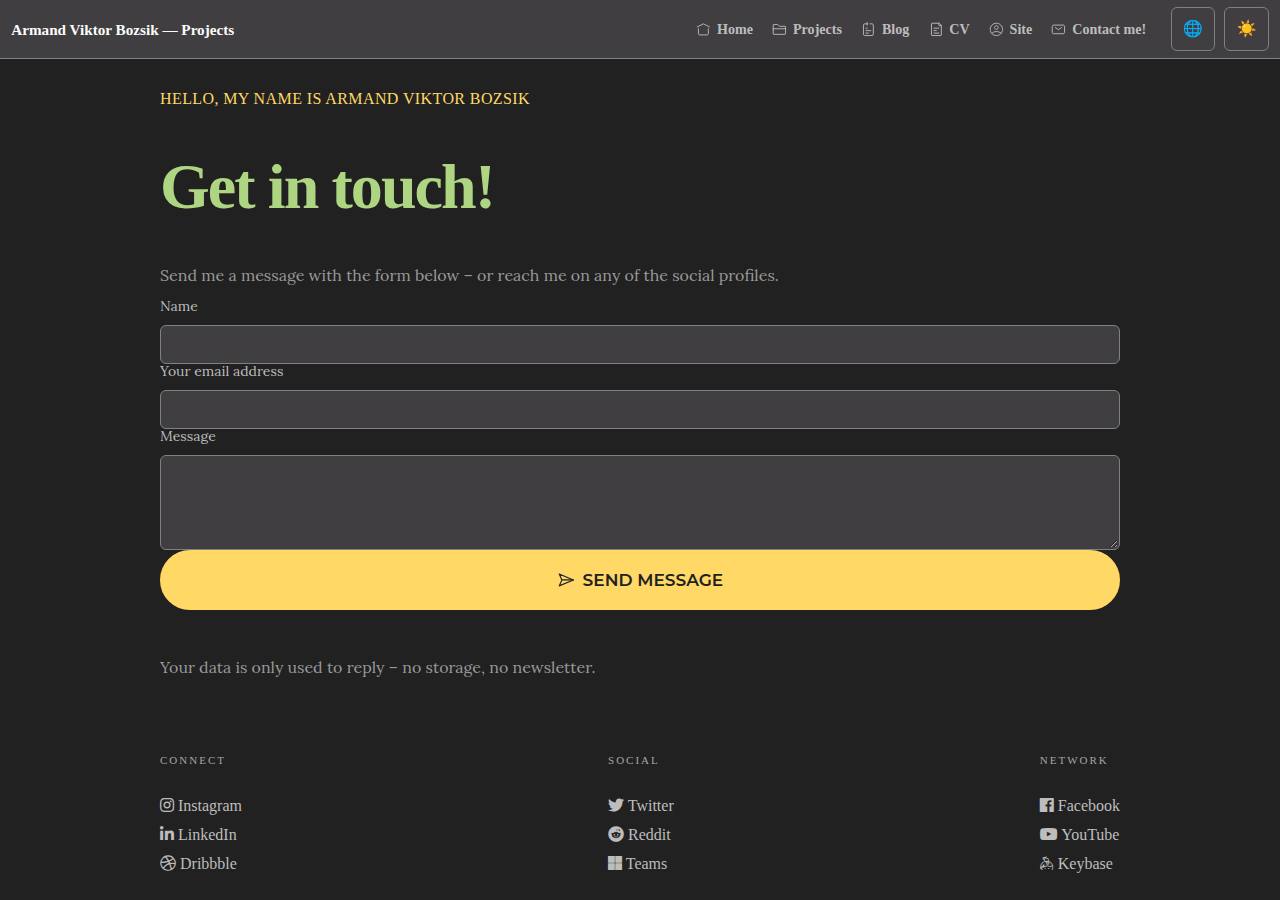 Armand Viktor Bozsik — Projects
Home
Projects
Blog
CV
Site
Contact me!
HELLO, MY NAME IS ARMAND VIKTOR BOZSIK
Get in touch!
Send me a message with the form below – or reach me on any of the social profiles.
Name
Your email address
Message
SEND MESSAGE
Your data is only used to reply – no storage, no newsletter.
CONNECT
Instagram
LinkedIn
Dribbble
SOCIAL
Twitter
Reddit
Teams
NETWORK
Facebook
YouTube
Keybase